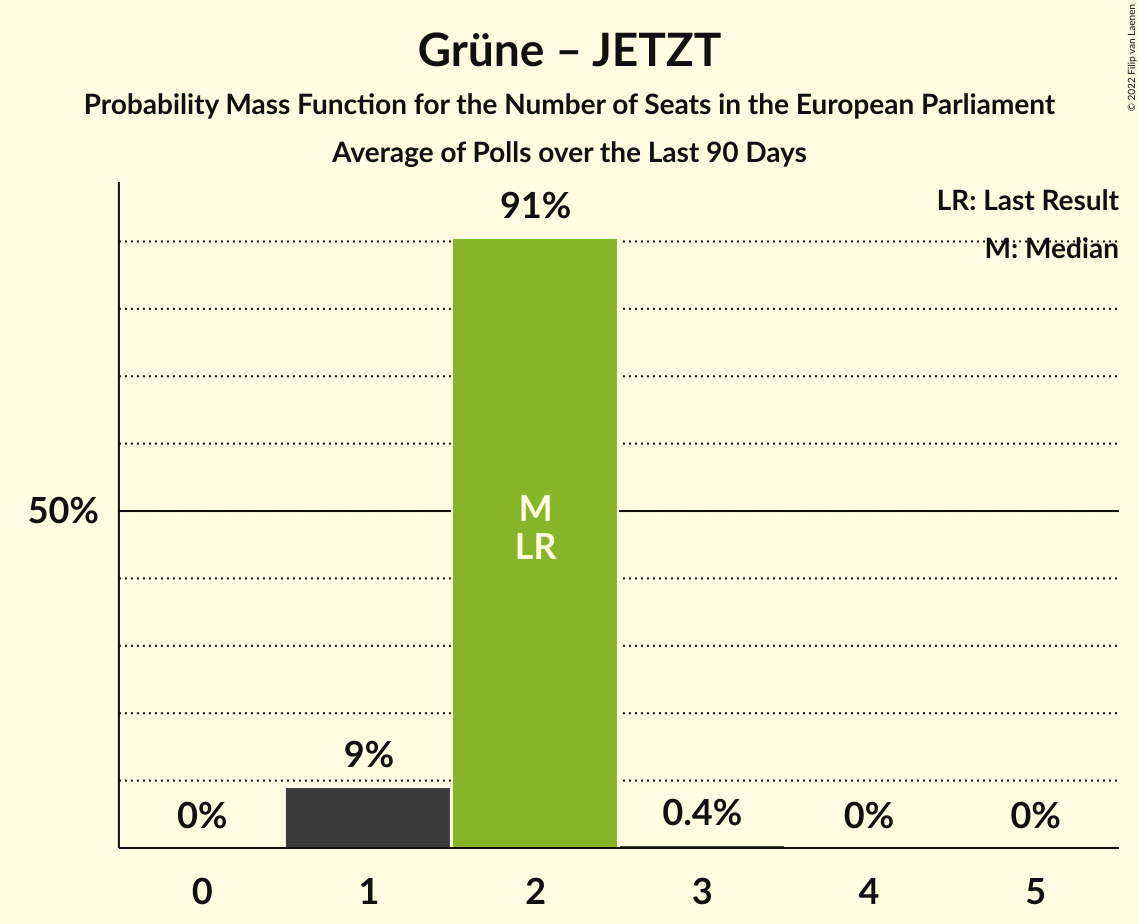 Grüne – JETZT
Probability Mass Function for the Number of Seats in the European Parliament
Average of Polls over the Last 90 Days
© 2022 Filip van Laenen
LR: Last Result
M: Median
91%
50%
M
LR
9%
0%
0.4%
0%
0%
0 1 2 3 4 5